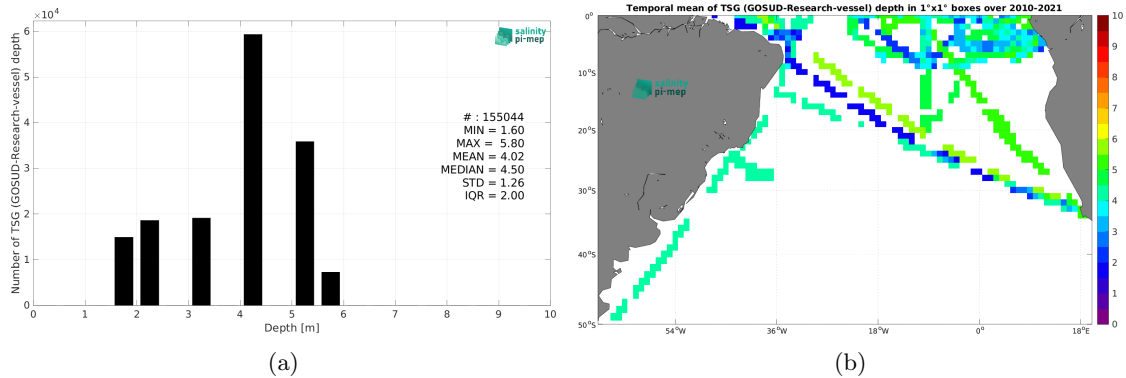 ×10⁴
6
5
4
3
2
1
0
Number of TSG (GOSUD-Research-vessel) depth
salinity
pi-mep
# : 155044
MIN = 1.60
MAX = 5.80
MEAN = 4.02
MEDIAN = 4.50
STD = 1.26
IQR = 2.00
0 1 2 3 4 5 6 7 8 9 10
Depth [m]
(a)
Temporal mean of TSG (GOSUD-Research-vessel) depth in 1°x1° boxes over 2010-2021
0°
10°S
20°S
30°S
40°S
50°S
salinity
pi-mep
54°W 36°W 18°W 0° 18°E
10
9
8
7
6
5
4
3
2
1
0
(b)